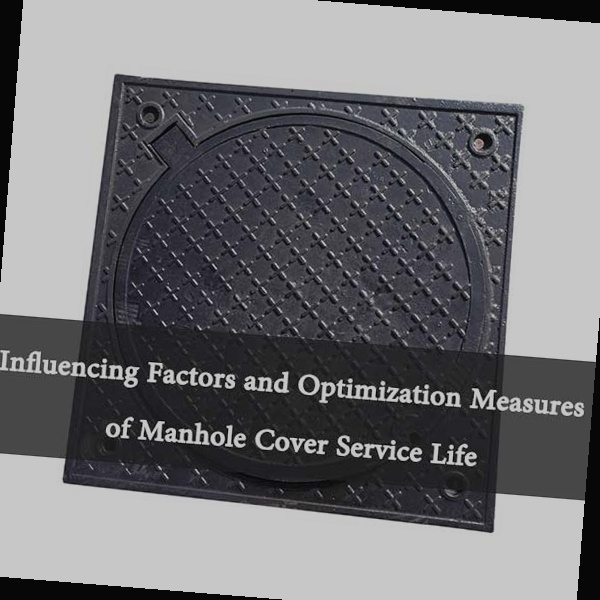 Influencing Factors and Optimization Measures
of Manhole Cover Service Life